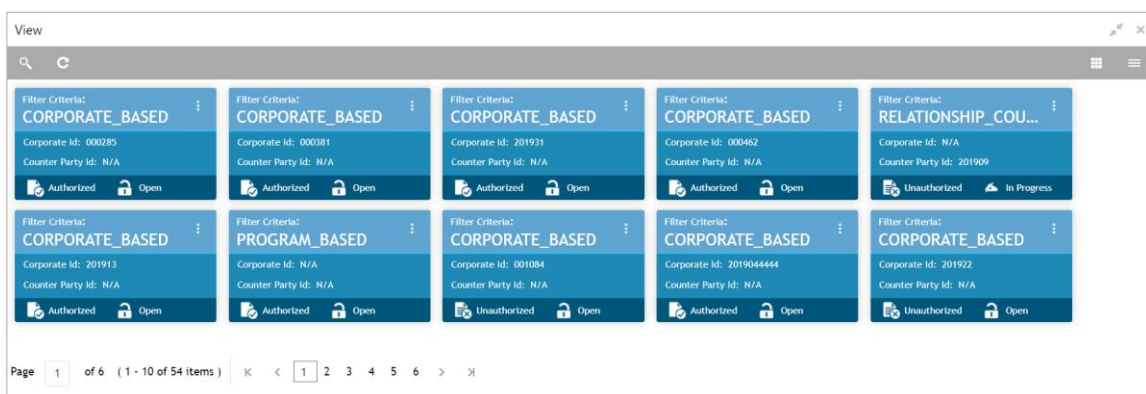 View
Filter Criteria:
CORPORATE_BASED
Corporate Id: 000285
Counter Party Id: N/A
Authorized Open
Filter Criteria:
CORPORATE_BASED
Corporate Id: 000381
Counter Party Id: N/A
Authorized Open
Filter Criteria:
CORPORATE_BASED
Corporate Id: 201931
Counter Party Id: N/A
Authorized Open
Filter Criteria:
CORPORATE_BASED
Corporate Id: 000462
Counter Party Id: N/A
Authorized Open
Filter Criteria:
RELATIONSHIP_COU...
Corporate Id: N/A
Counter Party Id: 201909
Unauthorized In Progress
Filter Criteria:
CORPORATE_BASED
Corporate Id: 201913
Counter Party Id: N/A
Authorized Open
Filter Criteria:
PROGRAM_BASED
Corporate Id: N/A
Counter Party Id: N/A
Authorized Open
Filter Criteria:
CORPORATE_BASED
Corporate Id: 001084
Counter Party Id: N/A
Unauthorized Open
Filter Criteria:
CORPORATE_BASED
Corporate Id: 2019044444
Counter Party Id: N/A
Authorized Open
Filter Criteria:
CORPORATE_BASED
Corporate Id: 201922
Counter Party Id: N/A
Unauthorized Open
Page 1 of 6 ( 1 - 10 of 54 items ) 1 2 3 4 5 6